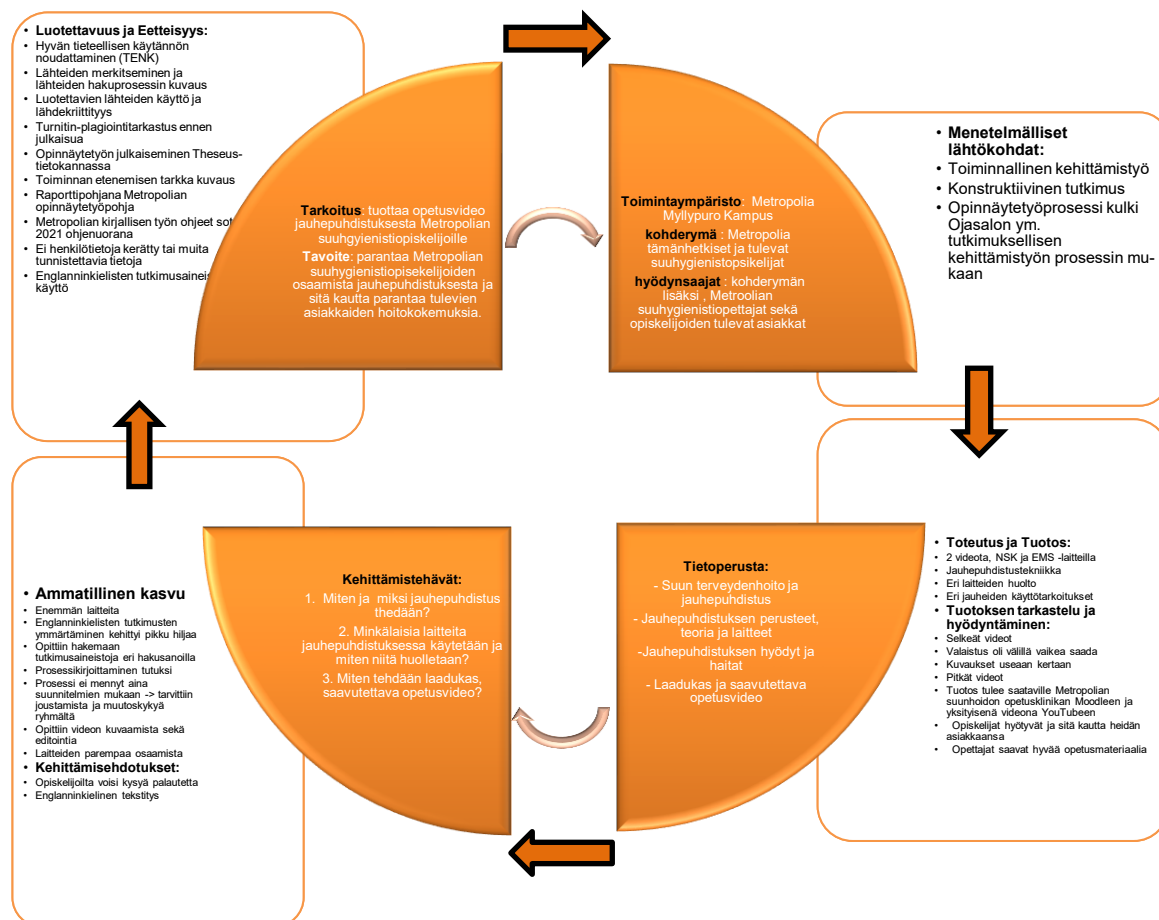 • Luotettavuus ja Eetteisyys:
• Hyvän tieteellisen käytännön
noudattaminen (TENK)
• Lähteiden merkitseminen ja
lähteiden hakuprosessin kuvaus
• Luotettavien lähteiden käyttö ja
lähdekriittityys
• Turnitin-plagiointitarkastus ennen
julkaisua
• Opinnäytetyön julkaiseminen Theseus-
tietokannassa
• Toiminnan etenemisen tarkka kuvaus
• Raporttipohjana Metropolian
opinnäytetyöpohja
• Metropolian kirjallisen työn ohjeet sot
2021 ohjenuorana
• Ei henkilötietoja kerätty tai muita
tunnistettavia tietoja
• Englanninkielisten tutkimusaineis
käyttö
Tarkoitus: tuottaa opetusvideo
jauhepuhdistuksesta Metropolian
suuhgyienistiopiskelijoille
Tavoite: parantaa Metropolian
suuhygienistiopisekelijoiden
osaamista jauhepuhdistuksesta ja
sitä kautta parantaa tulevien
asiakkaiden hoitokokemuksia.
Toimintaympäristo: Metropolia
Myllypuro Kampus
kohderymä : Metropolia
tämänhetkiset ja tulevat
suuhygienistopsikelijat
hyödynsaajat : kohderymän
lisäksi , Metroolian
suuhygienistiopettajat sekä
opiskelijoiden tulevat asiakkat
• Menetelmälliset
lähtökohdat:
• Toiminnallinen kehittämistyö
• Konstruktiivinen tutkimus
• Opinnäytetyöprosessi kulki
Ojasalon ym.
tutkimuksellisen
kehittämistyön prosessin mu-
kaan
• Ammatillinen kasvu
• Enemmän laitteita
• Englanninkielisten tutkimusten
ymmärtäminen kehittyi pikku hiljaa
• Opittiin hakemaan
tutkimusaineistoja eri hakusanoilla
• Prosessikirjoittaminen tutuksi
• Prosessi ei mennyt aina
suunnitelmien mukaan -> tarvittiin
joustamista ja muutoskykyä
ryhmältä
• Opittiin videon kuvaamista sekä
editointia
• Laitteiden parempaa osaamista
• Kehittämisehdotukset:
• Opiskelijoilta voisi kysyä palautetta
• Englanninkielinen tekstitys
Kehittämistehävät:
1. Miten ja miksi jauhepuhdistus
thedään?
2. Minkälaisia laitteita
jauhepuhdistuksessa käytetään ja
miten niitä huolletaan?
3. Miten tehdään laadukas,
saavutettava opetusvideo?
Tietoperusta:
- Suun terveydenhoito ja
jauhepuhdistus
- Jauhepuhdistuksen perusteet,
teoria ja laitteet
-Jauhepuhdistuksen hyödyt ja
haitat
- Laadukas ja saavutettava
opetusvideo
• Toteutus ja Tuotos:
• 2 videota, NSK ja EMS -laitteilla
• Jauhepuhdistustekniikka
• Eri laitteiden huolto
• Eri jauheiden käyttötarkoitukset
• Tuotoksen tarkastelu ja
hyödyntäminen:
• Selkeät videot
• Valaistus oli välillä vaikea saada
• Kuvaukset useaan kertaan
• Pitkät videot
• Tuotos tulee saataville Metropolian
suunhoidon opetusklinikan Moodleen ja
yksityisenä videona YouTubeen
• Opiskelijat hyötyvät ja sitä kautta heidän
asiakkaansa
• Opettajat saavat hyvää opetusmateriaalia